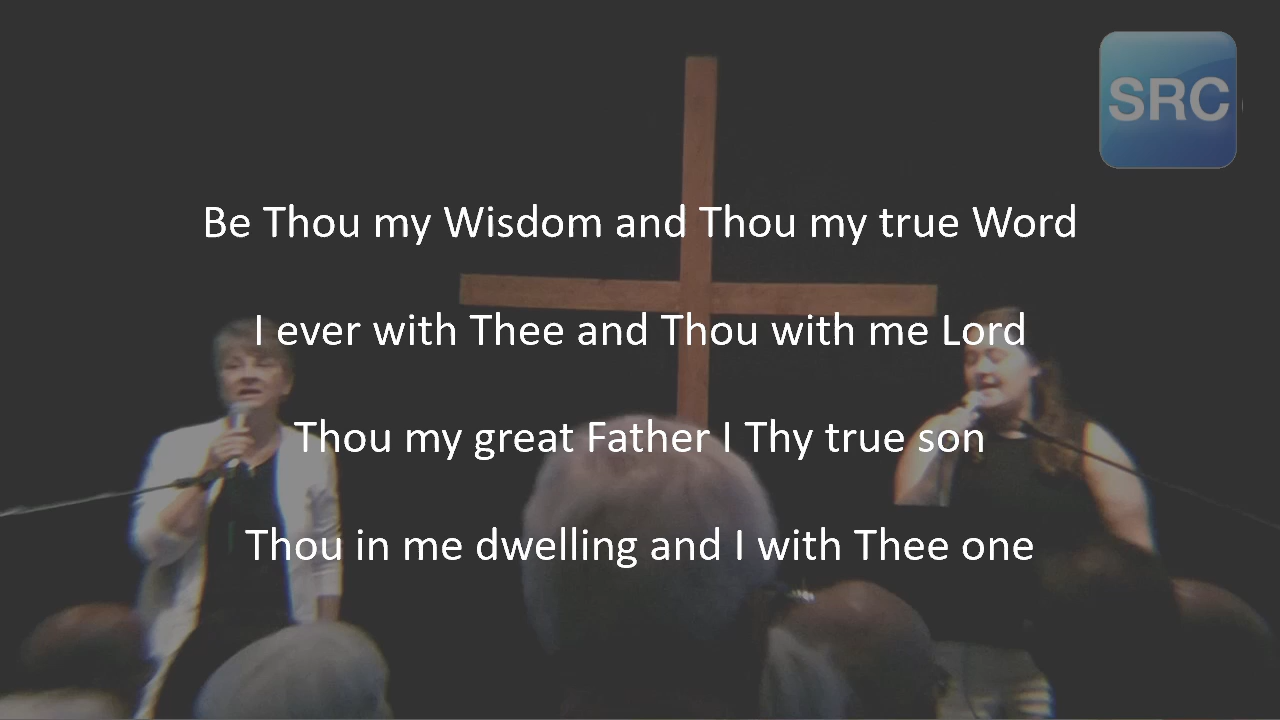 SRC
Be Thou my Wisdom and Thou my true Word
I ever with Thee and Thou with me Lord
Thou my great Father I Thy true son
Thou in me dwelling and I with Thee one